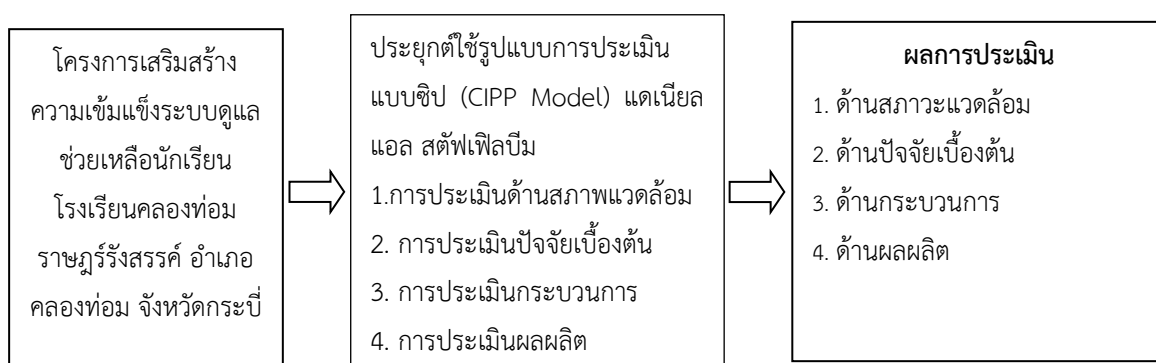 โครงการเสริมสร้าง
ความเข้มแข็งระบบดูแล
ช่วยเหลือนักเรียน
โรงเรียนคลองท่อม
ราษฎร์รังสรรค์ อำเภอ
คลองท่อม จังหวัดกระบี่
ประยุกต์ใช้รูปแบบการประเมิน
แบบซิป (CIPP Model) แดเนียล
แอล สตัฟเฟิลบีม
1.การประเมินด้านสภาพแวดล้อม
2. การประเมินปัจจัยเบื้องต้น
3. การประเมินกระบวนการ
4. การประเมินผลผลิต
ผลการประเมิน
1. ด้านสภาวะแวดล้อม
2. ด้านปัจจัยเบื้องต้น
3. ด้านกระบวนการ
4. ด้านผลผลิต